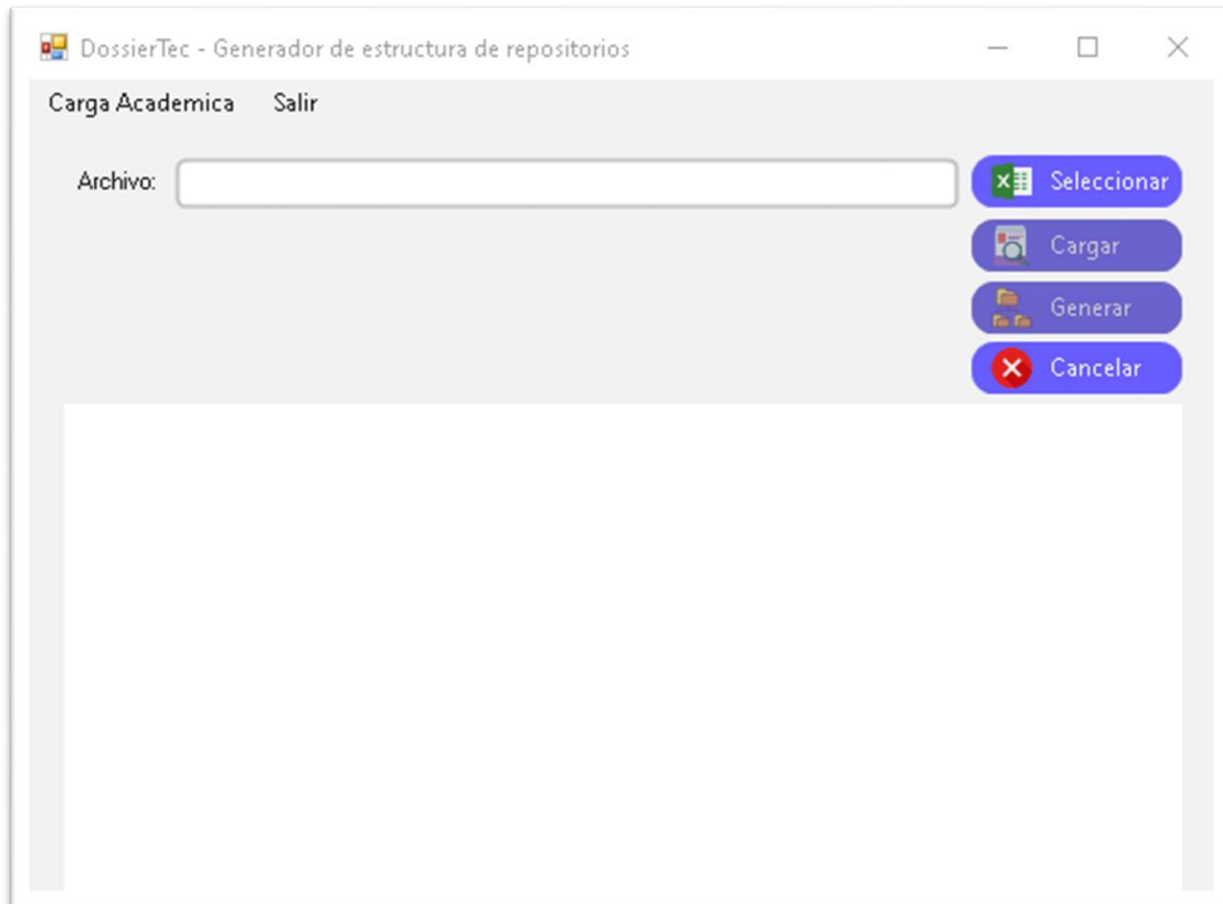 DossierTec - Generador de estructura de repositorios
Carga Academica Salir
Archivo: Seleccionar
Cargar
Generar
Cancelar